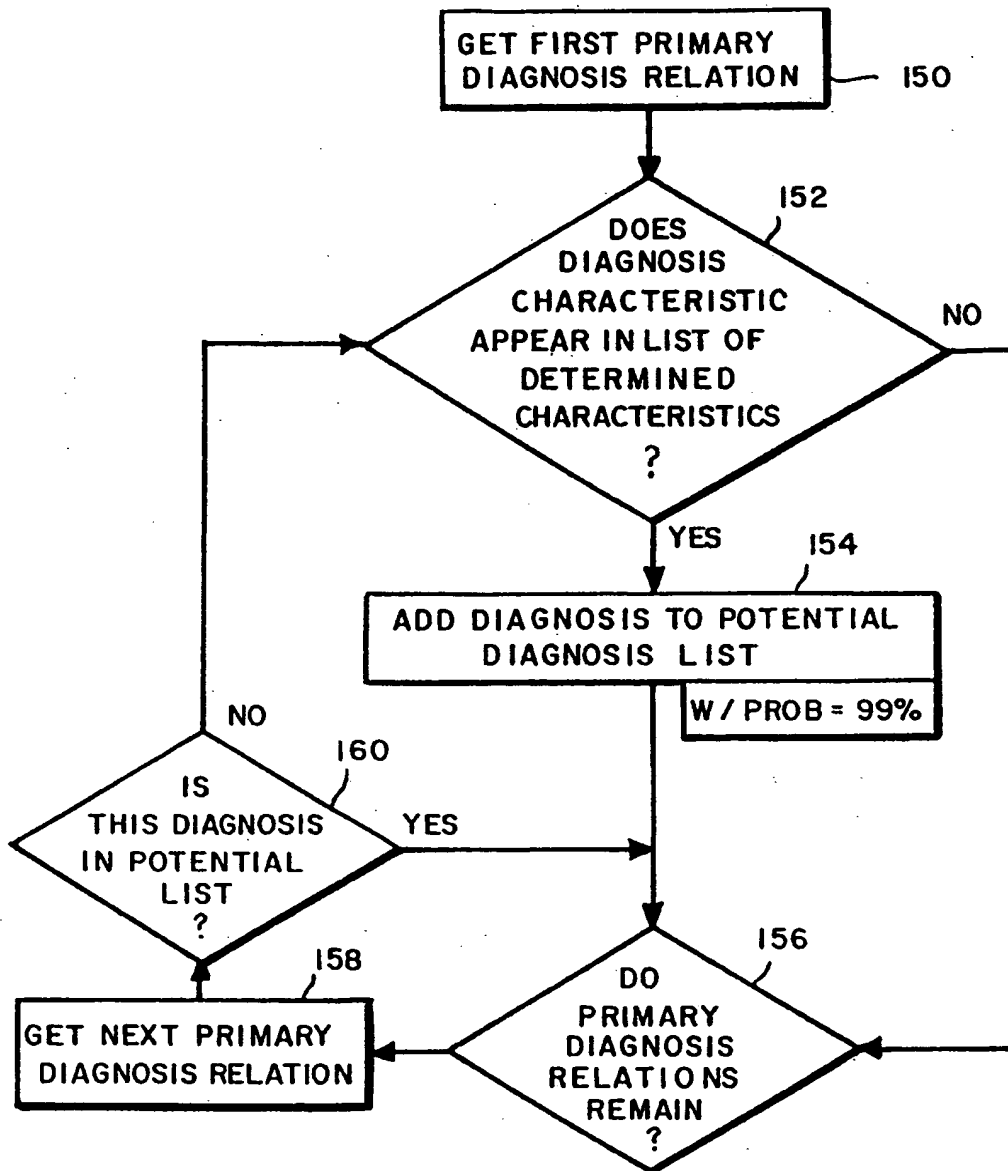 GET FIRST PRIMARY
DIAGNOSIS RELATION
150
152
DOES
DIAGNOSIS
CHARACTERISTIC
APPEAR IN LIST OF
DETERMINED
CHARACTERISTICS
?
NO
YES
154
ADD DIAGNOSIS TO POTENTIAL
DIAGNOSIS LIST
W/PROB = 99%
NO
160
IS
THIS DIAGNOSIS
IN POTENTIAL
LIST
?
YES
156
DO
PRIMARY
DIAGNOSIS
RELATIONS
REMAIN
?
158
GET NEXT PRIMARY
DIAGNOSIS RELATION